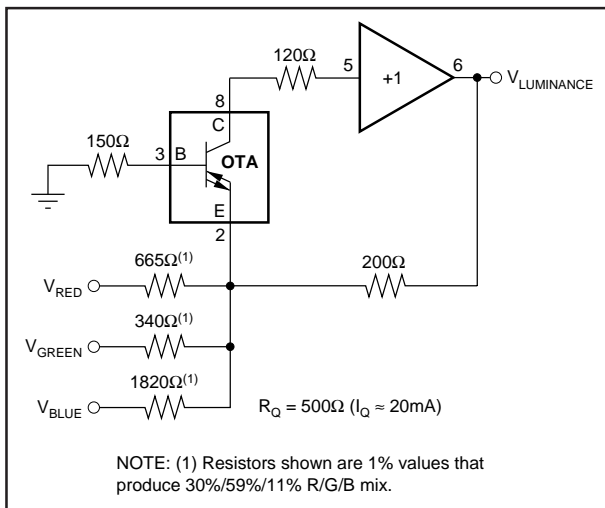 120Ω
5
+1
6
V_LUMINANCE
8
C
150Ω
3
B
OTA
E
2
665Ω(1)
200Ω
V_RED
340Ω(1)
V_GREEN
1820Ω(1)
V_BLUE
R_Q = 500Ω (I_Q ≈ 20mA)
NOTE: (1) Resistors shown are 1% values that
produce 30%/59%/11% R/G/B mix.